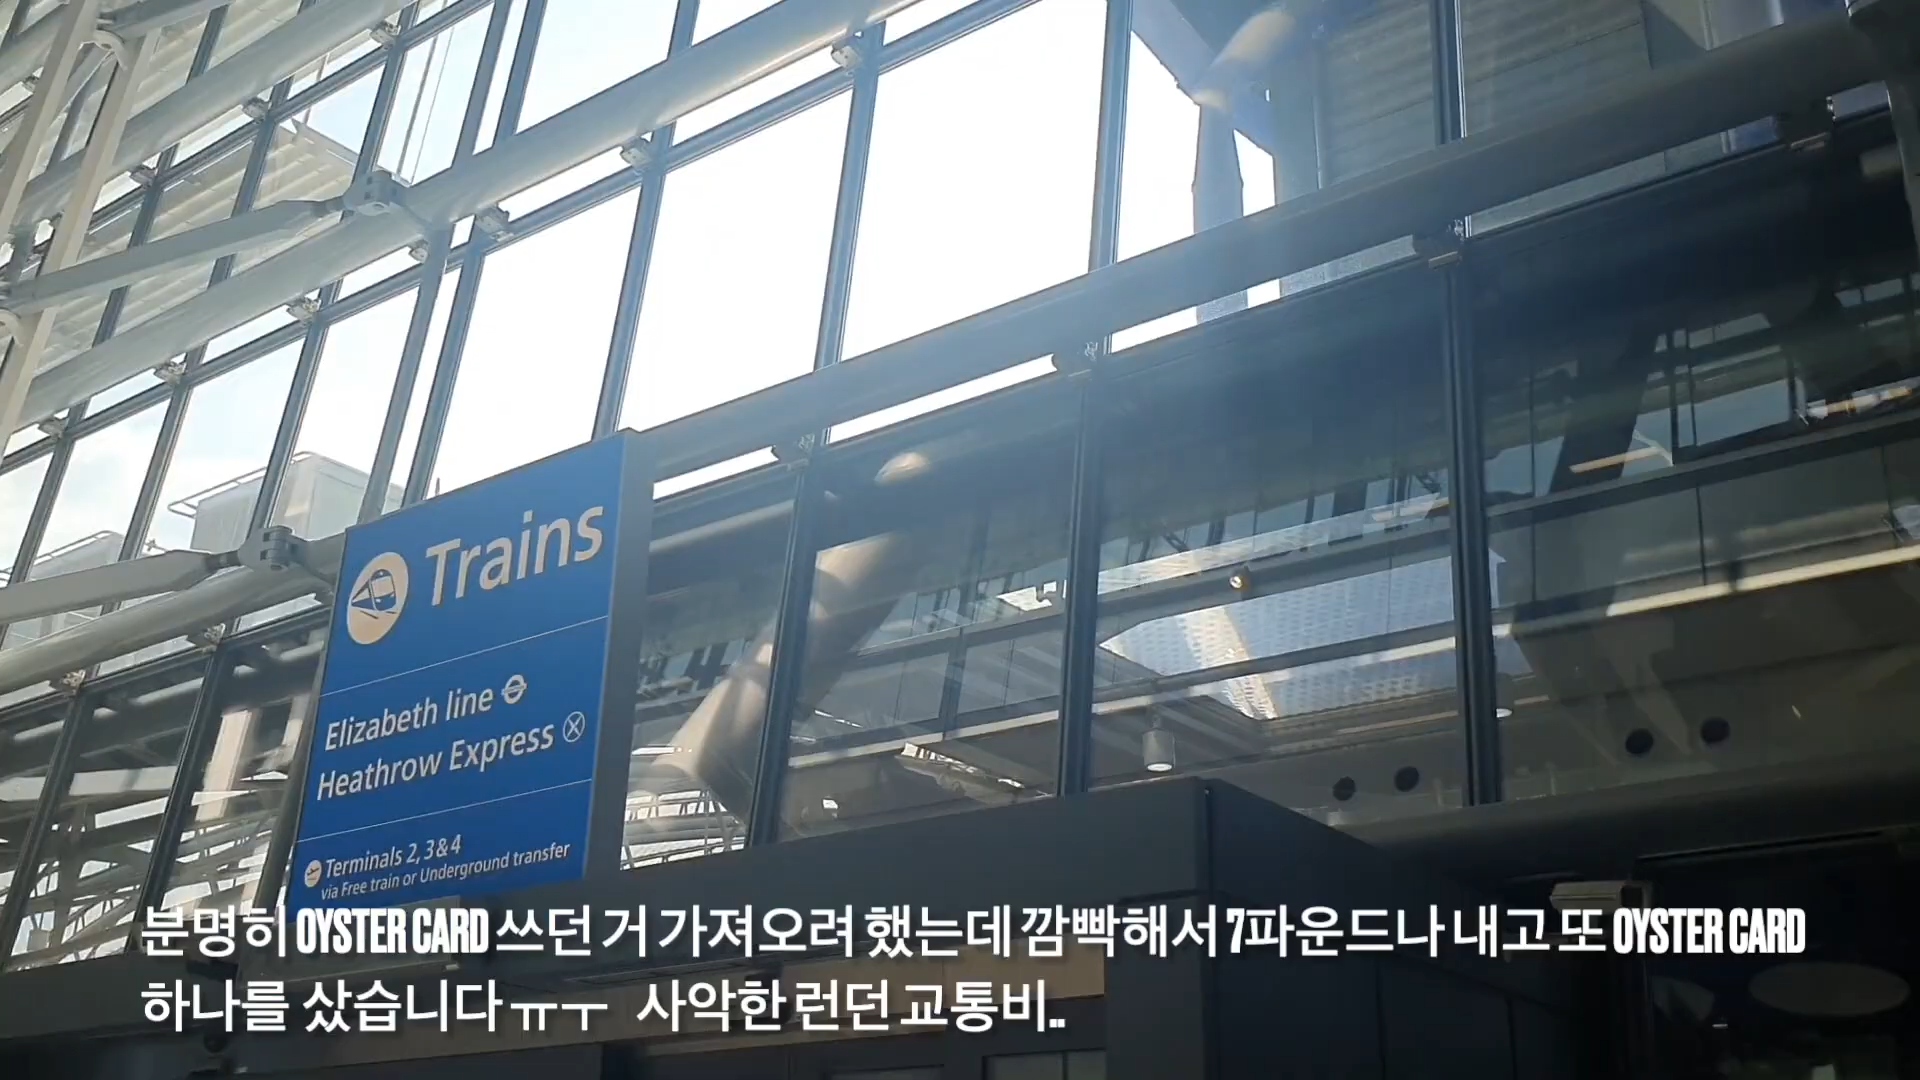 Trains
Elizabeth line
Heathrow Express
Terminals 2, 3 & 4
via Free train or Underground transfer
분명히 OYSTER CARD 쓰던 거 가져오려 했는데 깜빡해서 7파운드나 내고 또 OYSTER CARD
하나를 샀습니다 ㅠㅜ 사악한 런던 교통비..